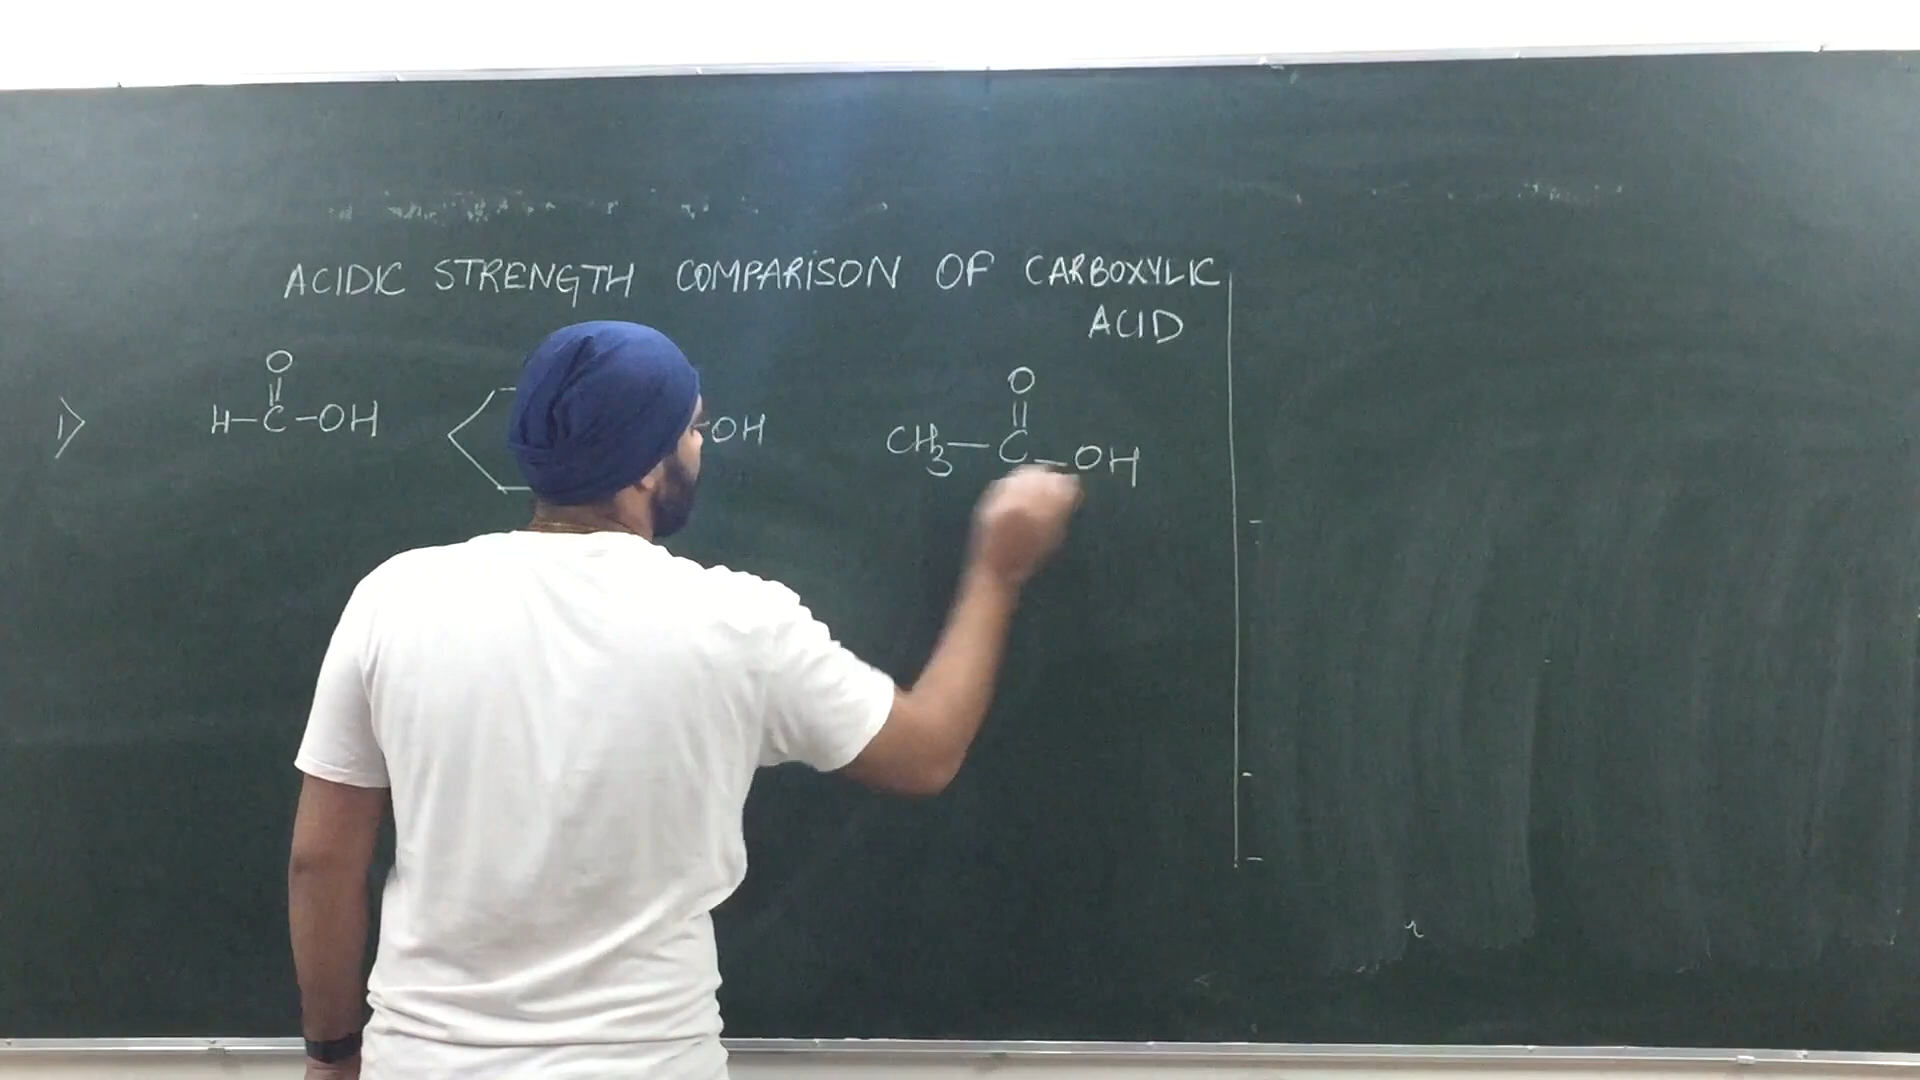 ACIDIC STRENGTH COMPARISON OF CARBOXYLIC
ACID
1>
O
||
H-C-OH
-OH
O
||
CH3-C-OH